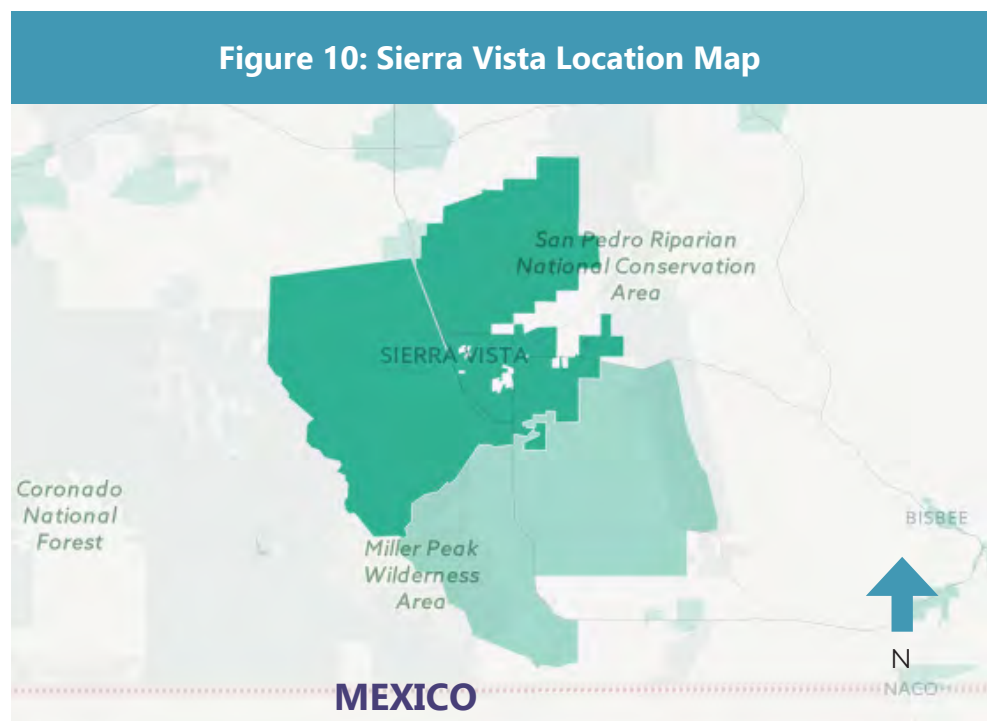 Figure 10: Sierra Vista Location Map
San Pedro Riparian
National Conservation
Area
SIERRA VISTA
Coronado
National
Forest
BISBEE
Miller Peak
Wilderness
Area
N
NACO
MEXICO